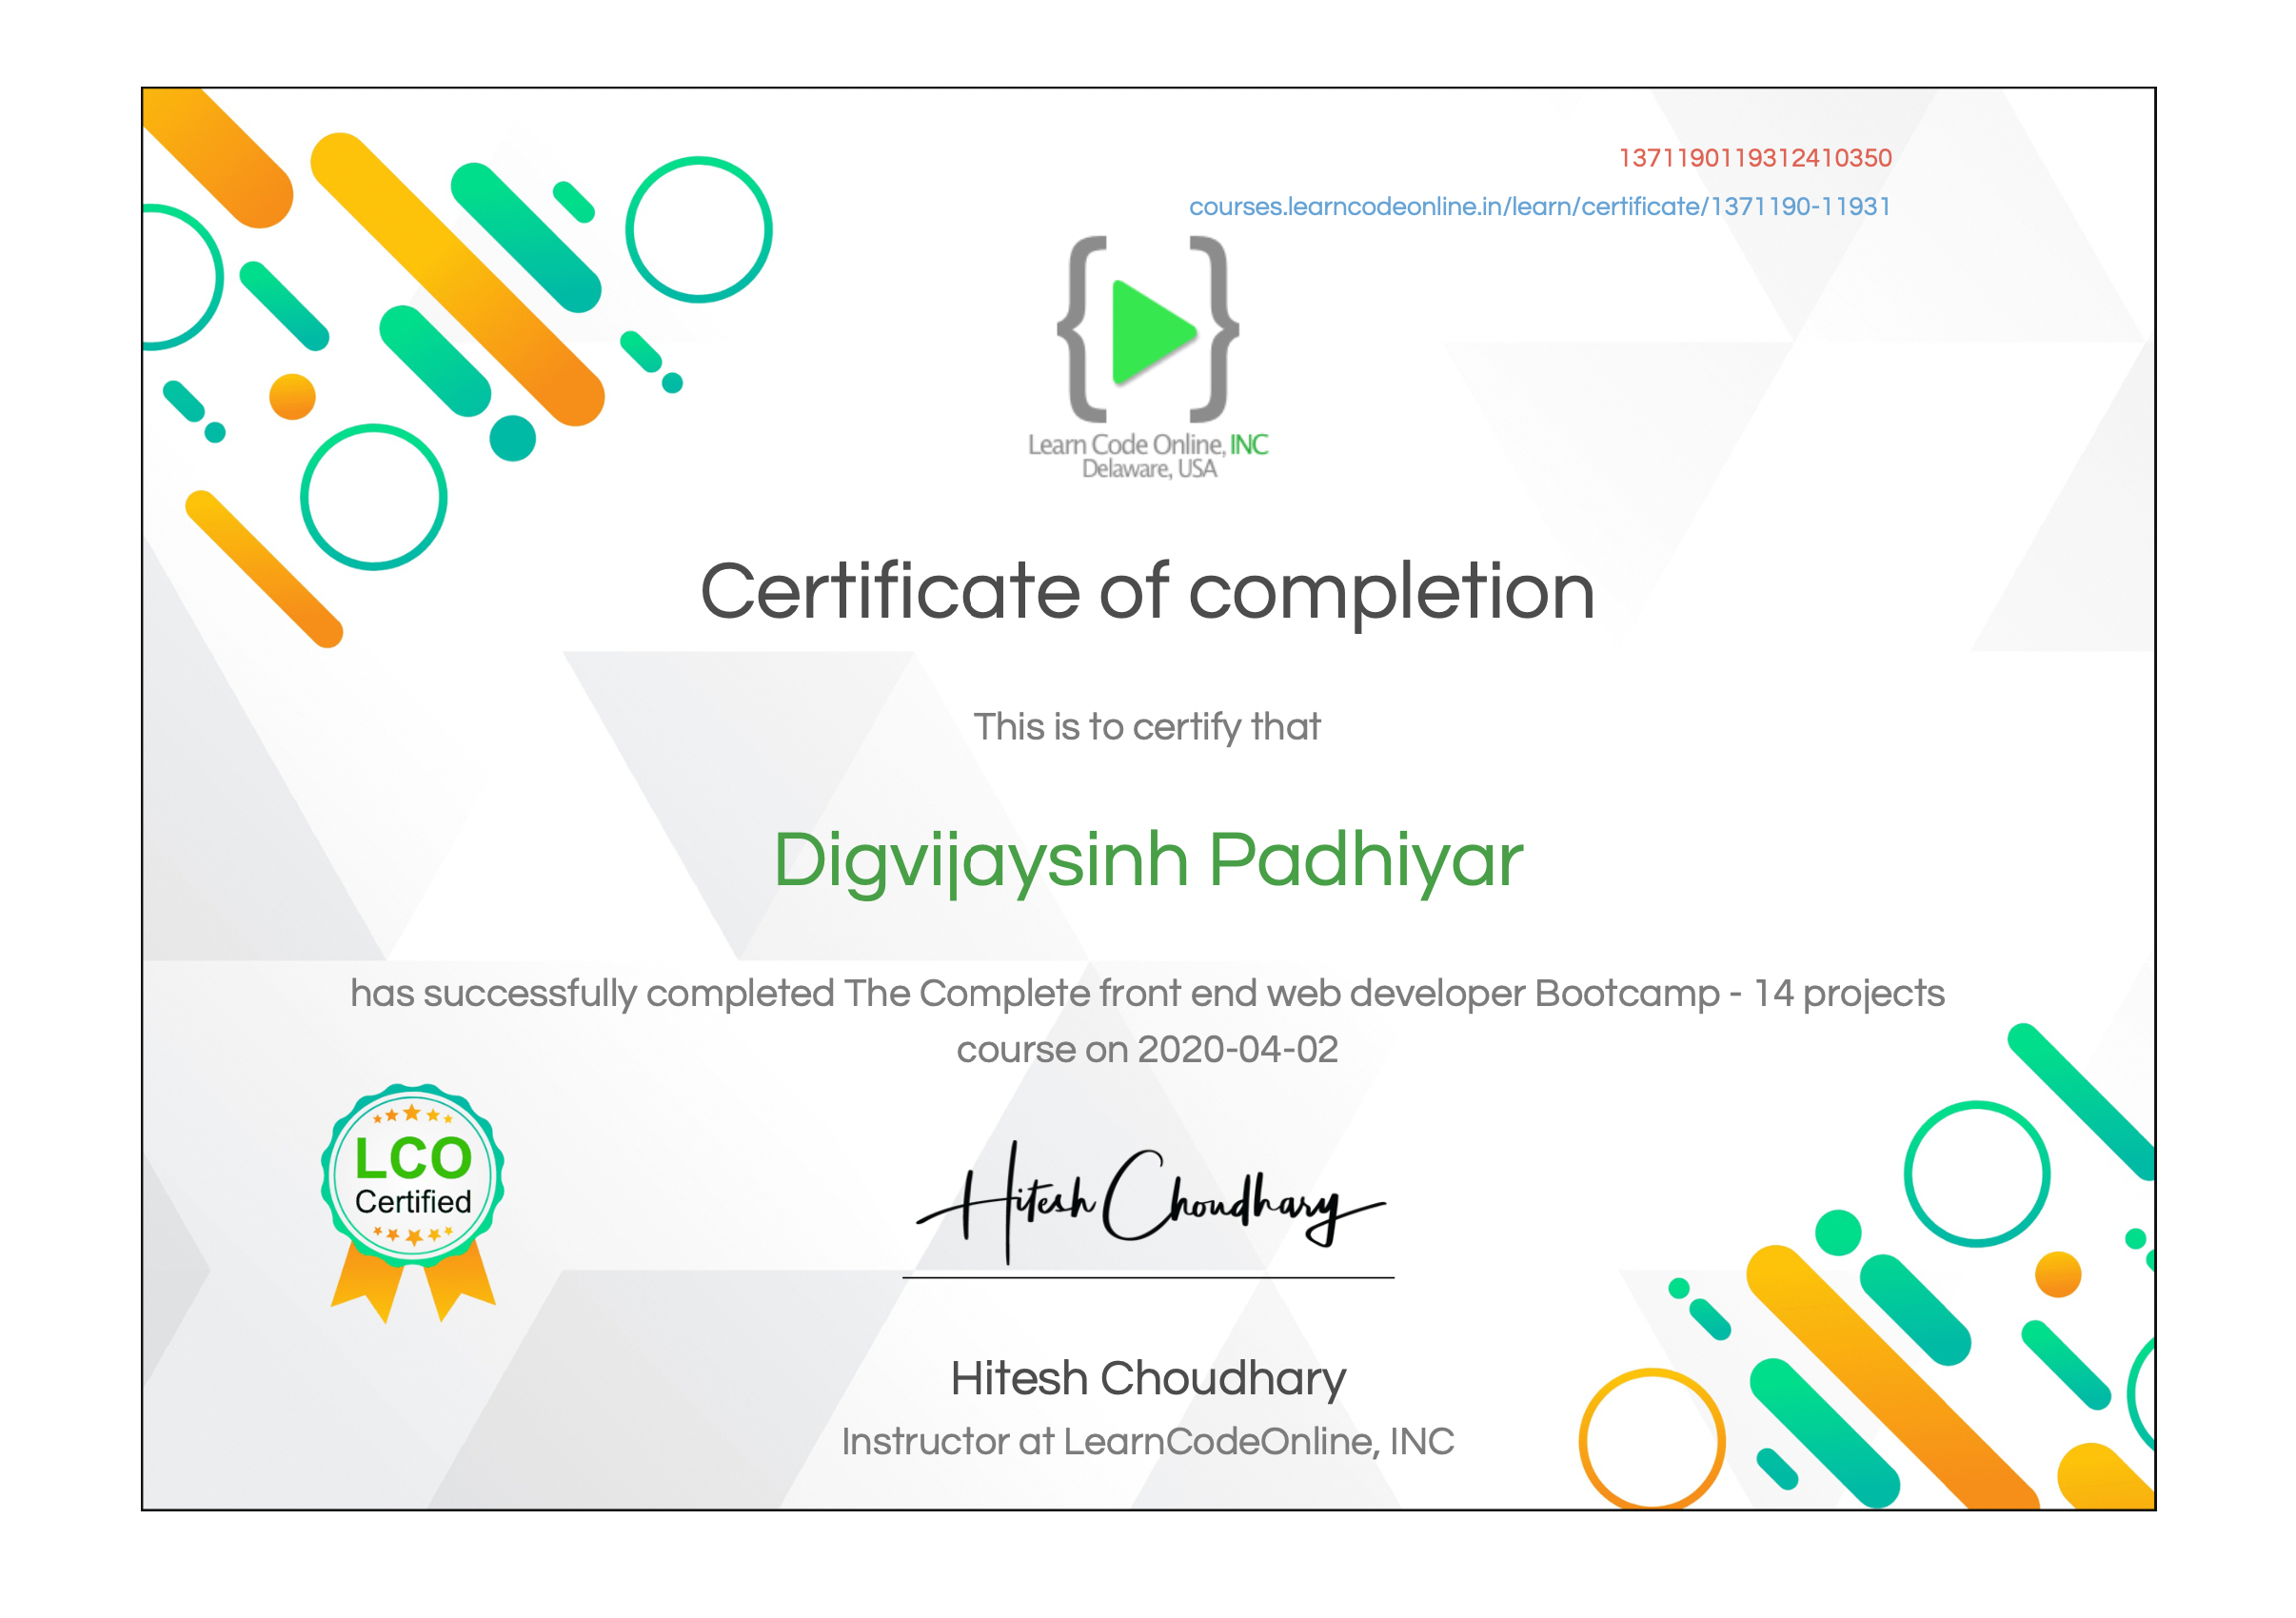 1371190119312410350
courses.learncodeonline.in/learn/certificate/1371190-11931
Learn Code Online, INC
Delaware, USA
Certificate of completion
This is to certify that
Digvijaysinh Padhiyar
has successfully completed The Complete front end web developer Bootcamp - 14 projects
course on 2020-04-02
LCO
Certified
Hitesh Choudhary
Hitesh Choudhary
Instructor at LearnCodeOnline, INC